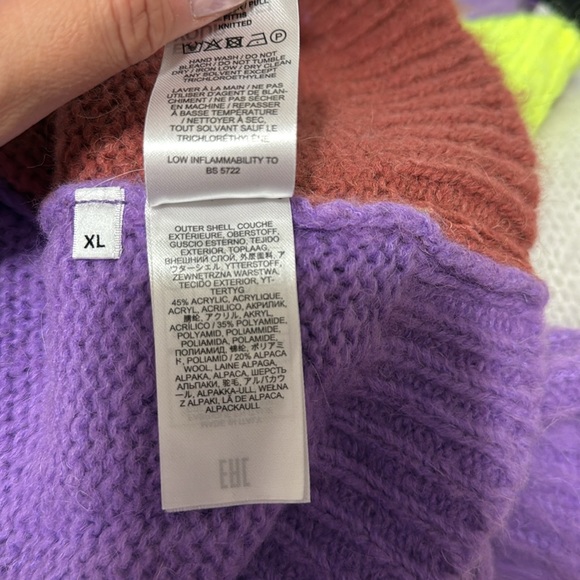 PULL
PITTIS
KNITTED
HAND WASH / DO NOT
BLEACH / DO NOT TUMBLE
DRY / IRON LOW / DRY CLEAN
ANY SOLVENT EXCEPT
TRICHLOROETHYLENE
LAVER À LA MAIN / NE PAS
UTILISER D'AGENT DE BLAN-
CHIMENT / NE PAS SÉCHER
EN MACHINE / REPASSER
À BASSE TEMPÉRATURE
/ NETTOYER À SEC,
TOUT SOLVANT SAUF LE
TRICHLORÉTHYLÈNE
LOW INFLAMMABILITY TO
BS 5722
XL
OUTER SHELL, COUCHE
EXTÉRIEURE, OBERSTOFF,
GUSCIO ESTERNO, TEJIDO
EXTERIOR, TOPLAAG,
ВНЕШНИЙ СЛОЙ, 外层面料, ア
ウターシェル, YTTERSTOFF,
ZEWNĘTRZNA WARSTWA,
TECIDO EXTERIOR, YT-
TERTYG
45% ACRYLIC, ACRYLIQUE,
ACRYL, ACRILICO, АКРИЛИК,
腈纶, アクリル, AKRYL,
ACRÍLICO / 35% POLYAMIDE,
POLYAMID, POLIAMMIDE,
POLIAMIDA, POLAMIDE,
ПОЛИАМИД, 锦纶, ポリアミ
ド, POLIAMID / 20% ALPACA
WOOL, LAINE ALPAGA,
ALPAKA, ALPACA, ШЕРСТЬ
АЛЬПАКИ, 驼毛, アルパカウ
ール, ALPAKKA-ULL, WEŁNA
Z ALPAKI, LÃ DE ALPACA,
ALPACKAULL
EAC